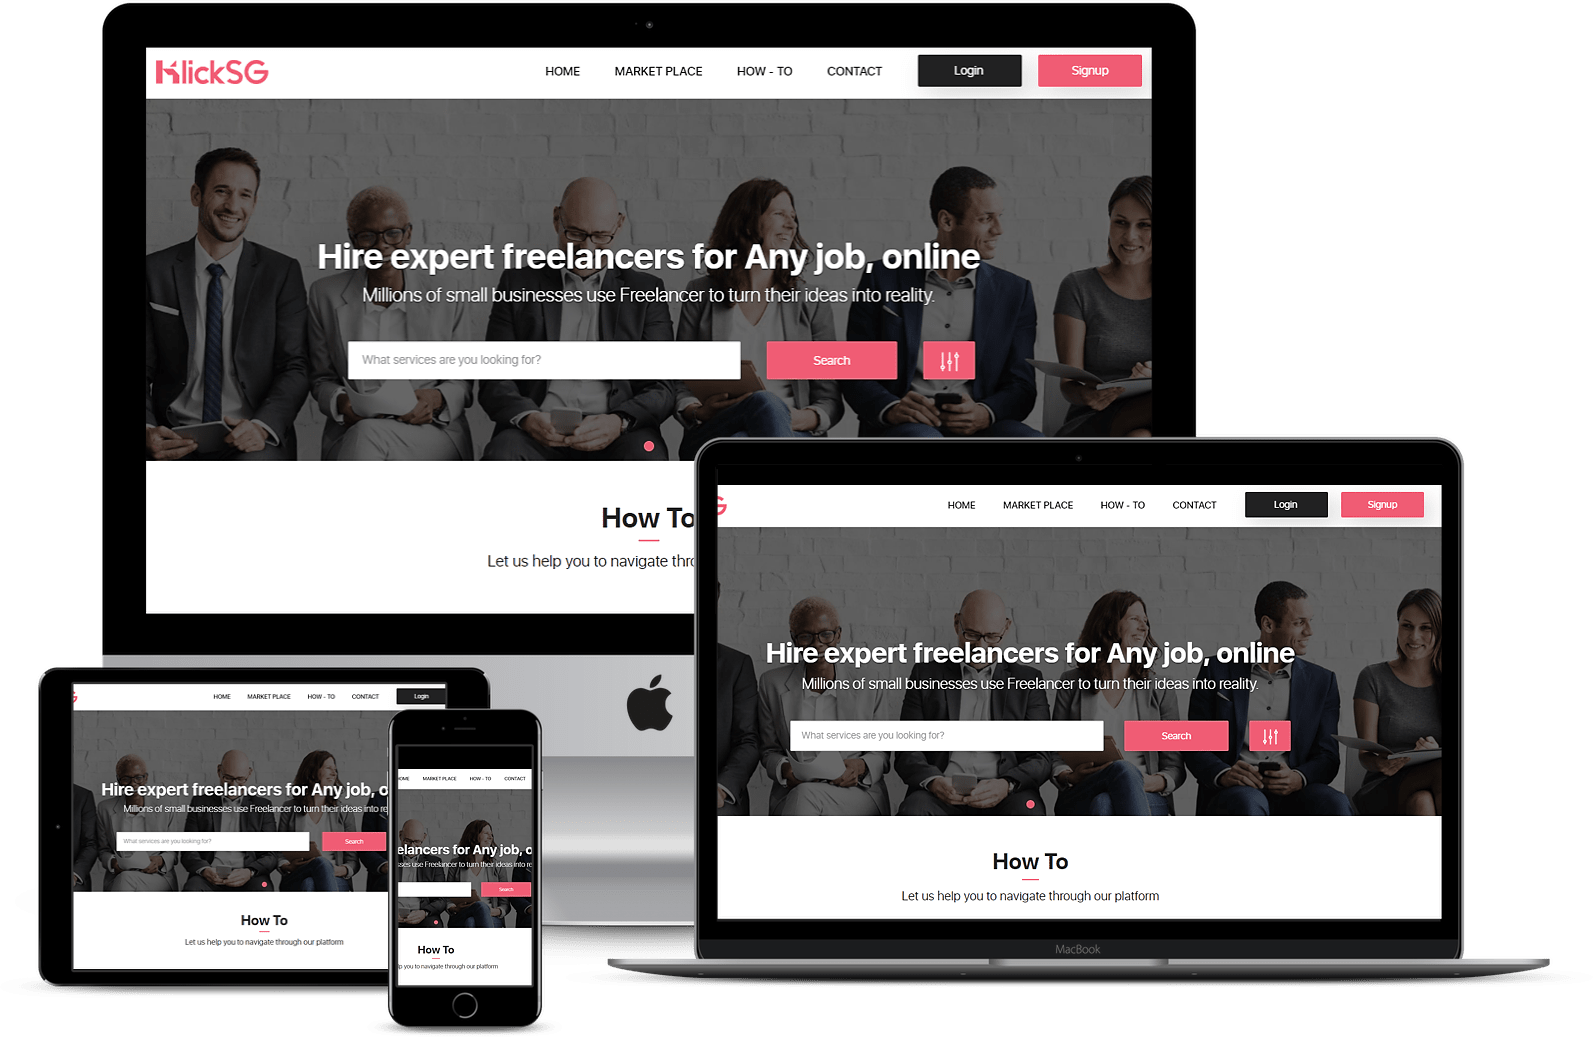 KlickSG
HOME MARKET PLACE HOW - TO CONTACT Login Signup
Hire expert freelancers for Any job, online
Millions of small businesses use Freelancer to turn their ideas into reality.
What services are you looking for? Search
How To
Let us help you to navigate thr
G HOME MARKET PLACE HOW - TO CONTACT Login Signup
Hire expert freelancers for Any job, online
Millions of small businesses use Freelancer to turn their ideas into reality.
What services are you looking for? Search
How To
Let us help you to navigate through our platform
MacBook
G HOME MARKET PLACE HOW - TO CONTACT Login
Hire expert freelancers for Any job, o
Millions of small businesses use Freelancer to turn their ideas into re
What services are you looking for? Search
How To
Let us help you to navigate through our platform
HOME MARKET PLACE HOW - TO CONTACT
elancers for Any job, o
sses use Freelancer to turn their ideas into re
Search
How To
lp you to navigate through our platform